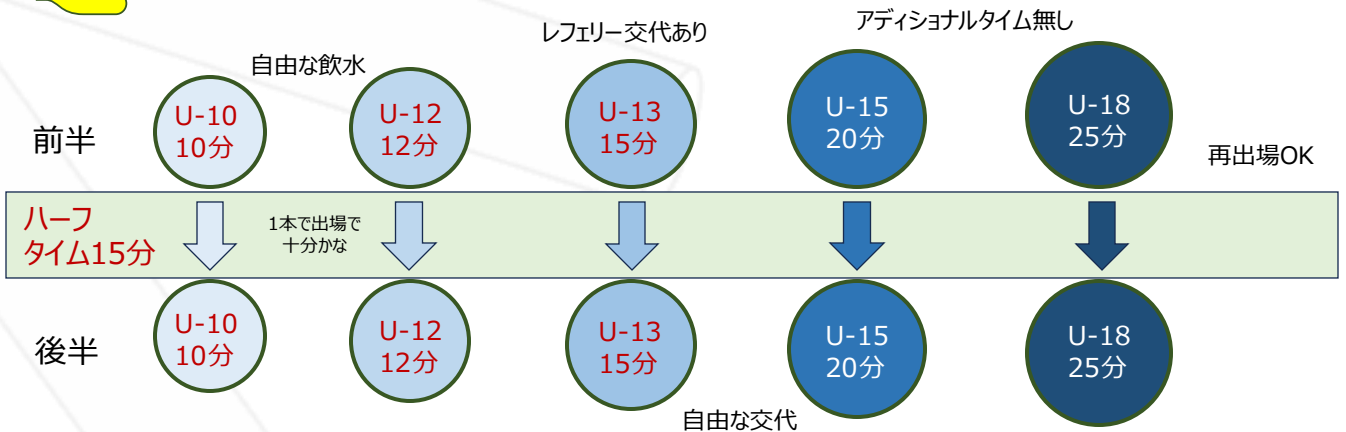 アディショナルタイム無し
レフェリー交代あり
自由な飲水
前半
U-10
10分
U-12
12分
U-13
15分
U-15
20分
U-18
25分
再出場OK
ハーフ
タイム15分
1本で出場で
十分かな
後半
U-10
10分
U-12
12分
U-13
15分
U-15
20分
U-18
25分
自由な交代